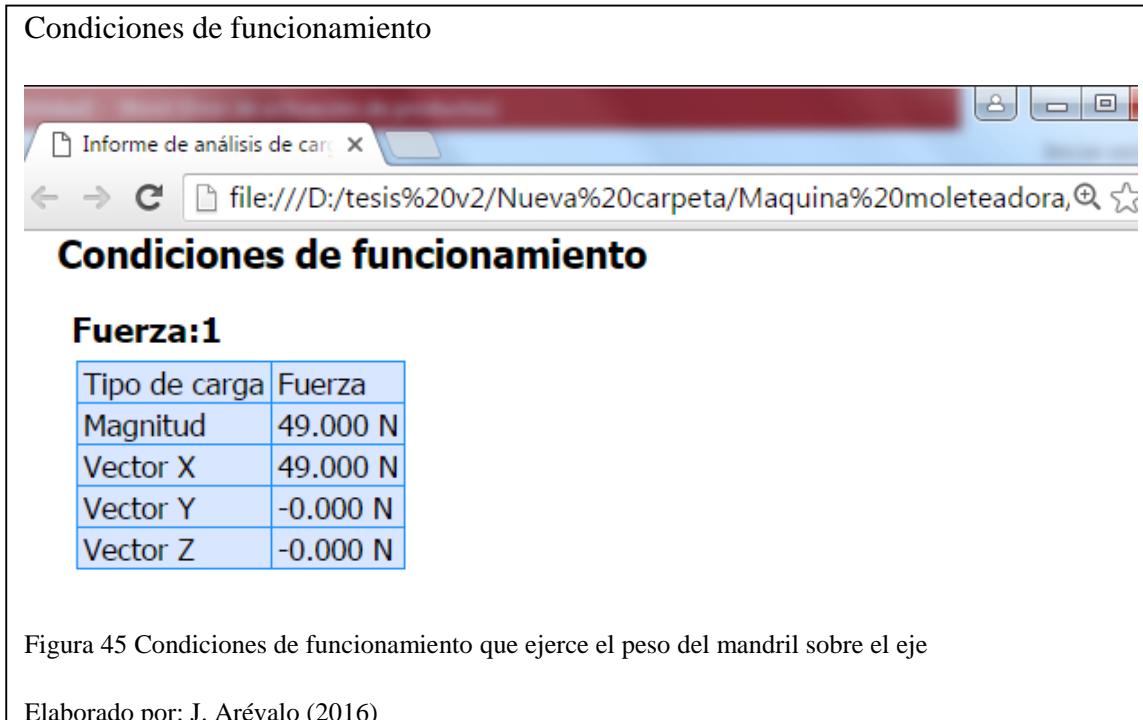 Condiciones de funcionamiento
Informe de análisis de car
file:///D:/tesis%20v2/Nueva%20carpeta/Maquina%20moleteadora/
Condiciones de funcionamiento
Fuerza:1
Tipo de carga Fuerza
Magnitud 49.000 N
Vector X 49.000 N
Vector Y -0.000 N
Vector Z -0.000 N
Figura 45 Condiciones de funcionamiento que ejerce el peso del mandril sobre el eje
Elaborado por: J. Arévalo (2016)